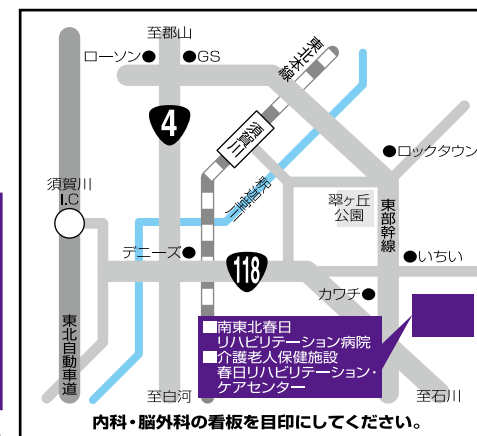 至郡山
ローソン
GS
東北本線
4
須賀川
ロックタウン
須賀川
I.C
釈迦堂川
翠ヶ丘
公園
東部幹線
デニーズ
118
いちい
カワチ
東北自動車道
南東北春日
リハビリテーション病院
介護老人保健施設
春日リハビリテーション・
ケアセンター
至白河
至石川
内科・脳外科の看板を目印にしてください。